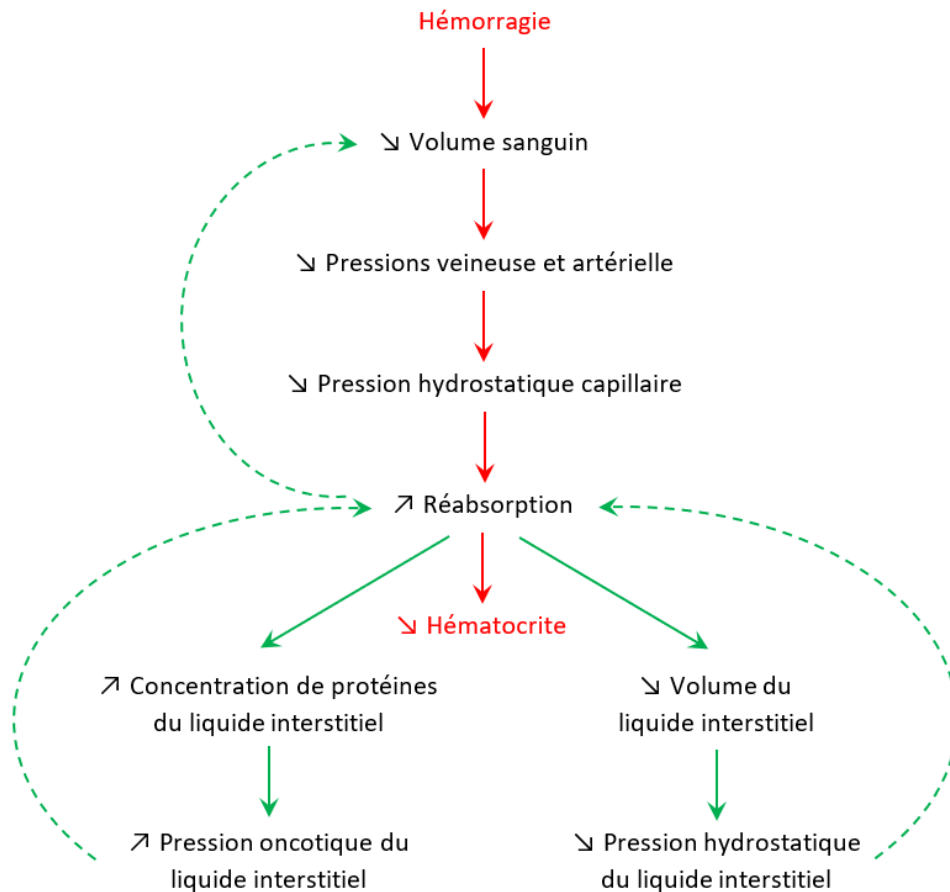 Hémorragie
↘ Volume sanguin
↘ Pressions veineuse et artérielle
↘ Pression hydrostatique capillaire
↗ Réabsorption
↘ Hématocrite
↗ Concentration de protéines
du liquide interstitiel
↘ Volume du
liquide interstitiel
↗ Pression oncotique du
liquide interstitiel
↘ Pression hydrostatique
du liquide interstitiel